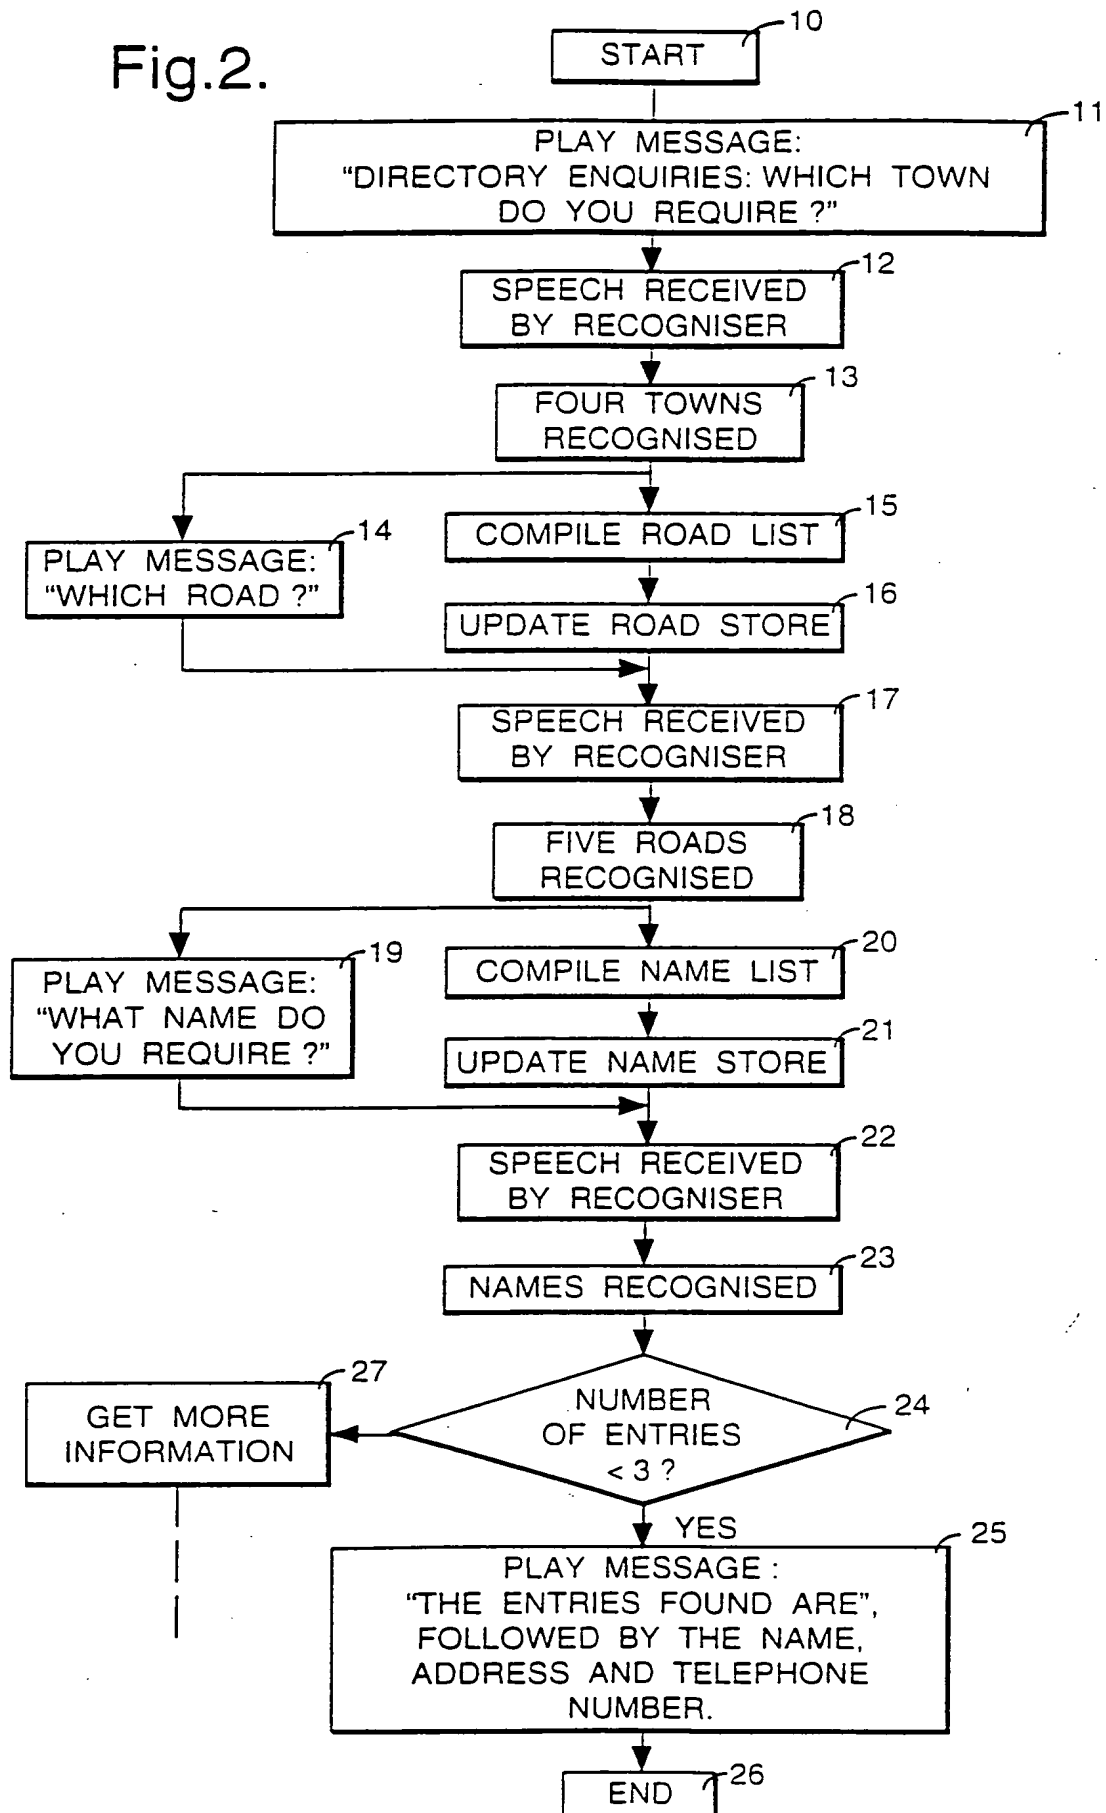 Fig.2.
10
START
11
PLAY MESSAGE:
“DIRECTORY ENQUIRIES: WHICH TOWN
DO YOU REQUIRE ?”
12
SPEECH RECEIVED
BY RECOGNISER
13
FOUR TOWNS
RECOGNISED
14
PLAY MESSAGE:
“WHICH ROAD ?”
15
COMPILE ROAD LIST
16
UPDATE ROAD STORE
17
SPEECH RECEIVED
BY RECOGNISER
18
FIVE ROADS
RECOGNISED
19
PLAY MESSAGE:
“WHAT NAME DO
YOU REQUIRE ?”
20
COMPILE NAME LIST
21
UPDATE NAME STORE
22
SPEECH RECEIVED
BY RECOGNISER
23
NAMES RECOGNISED
24
NUMBER
OF ENTRIES
< 3 ?
27
GET MORE
INFORMATION
YES
25
PLAY MESSAGE :
“THE ENTRIES FOUND ARE”,
FOLLOWED BY THE NAME,
ADDRESS AND TELEPHONE
NUMBER.
26
END